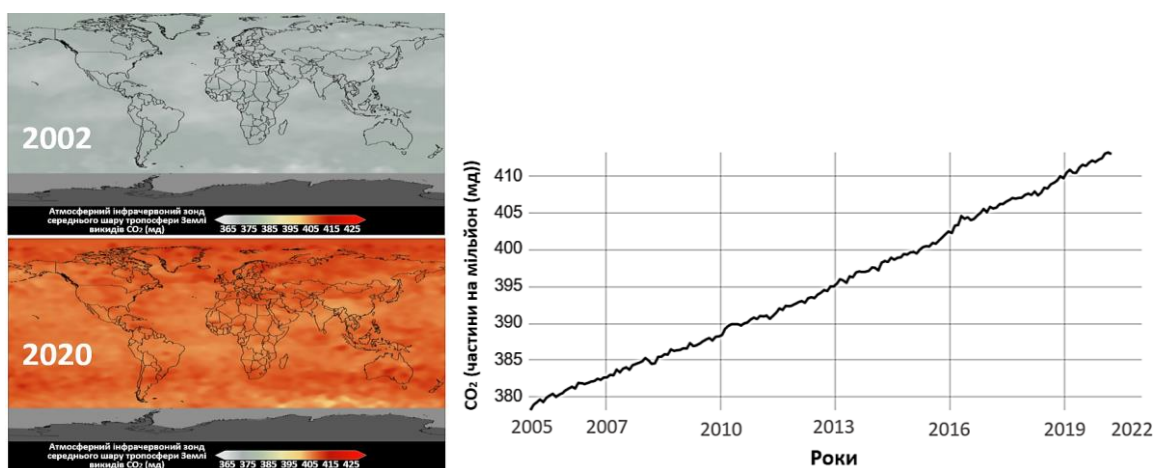 2002
Атмосферний інфрачервоний зонд
середнього шару тропосфери Землі
викидів CO₂ (мд)
365 375 385 395 405 415 425
2020
Атмосферний інфрачервоний зонд
середнього шару тропосфери Землі
викидів CO₂ (мд)
365 375 385 395 405 415 425
CO₂ (частини на мільйон (мд))
410
405
400
395
390
385
380
2005 2007 2010 2013 2016 2019 2022
Роки